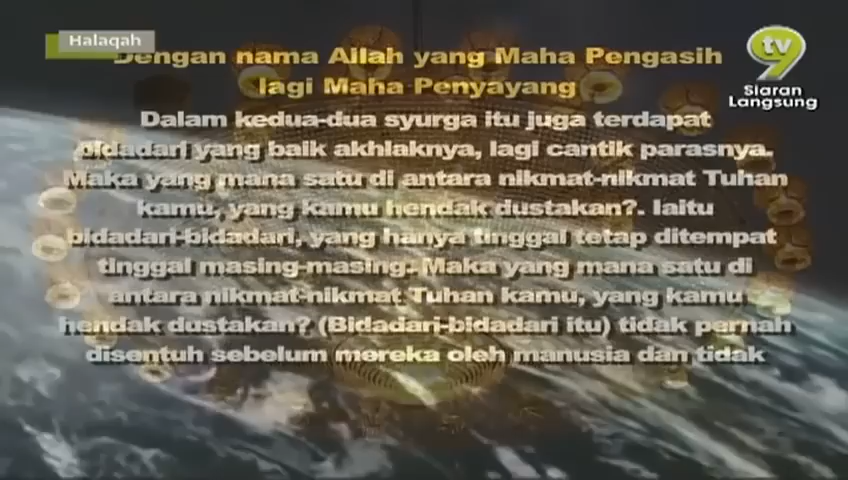 Halaqah
tv
9
Siaran
Langsung
Dengan nama Allah yang Maha Pengasih
lagi Maha Penyayang
Dalam kedua-dua syurga itu juga terdapat
bidadari yang baik akhlaknya, lagi cantik parasnya.
Maka yang mana satu di antara nikmat-nikmat Tuhan
kamu, yang kamu hendak dustakan?. Iaitu
bidadari-bidadari, yang hanya tinggal tetap ditempat
tinggal masing-masing. Maka yang mana satu di
antara nikmat-nikmat Tuhan kamu, yang kamu
hendak dustakan? (Bidadari-bidadari itu) tidak pernah
disentuh sebelum mereka oleh manusia dan tidak